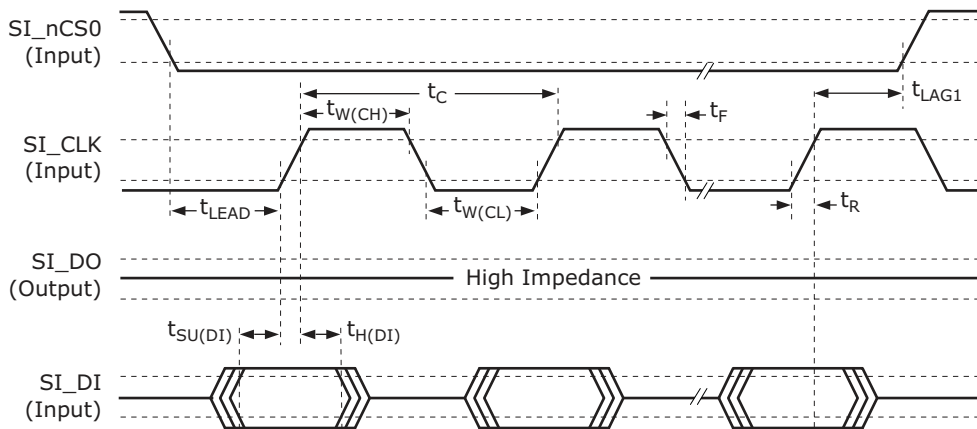 SI_nCS0
(Input)
tC
tW(CH)
tF
tLAG1
SI_CLK
(Input)
tLEAD
tW(CL)
tR
SI_DO
(Output)
High Impedance
tSU(DI)
tH(DI)
SI_DI
(Input)